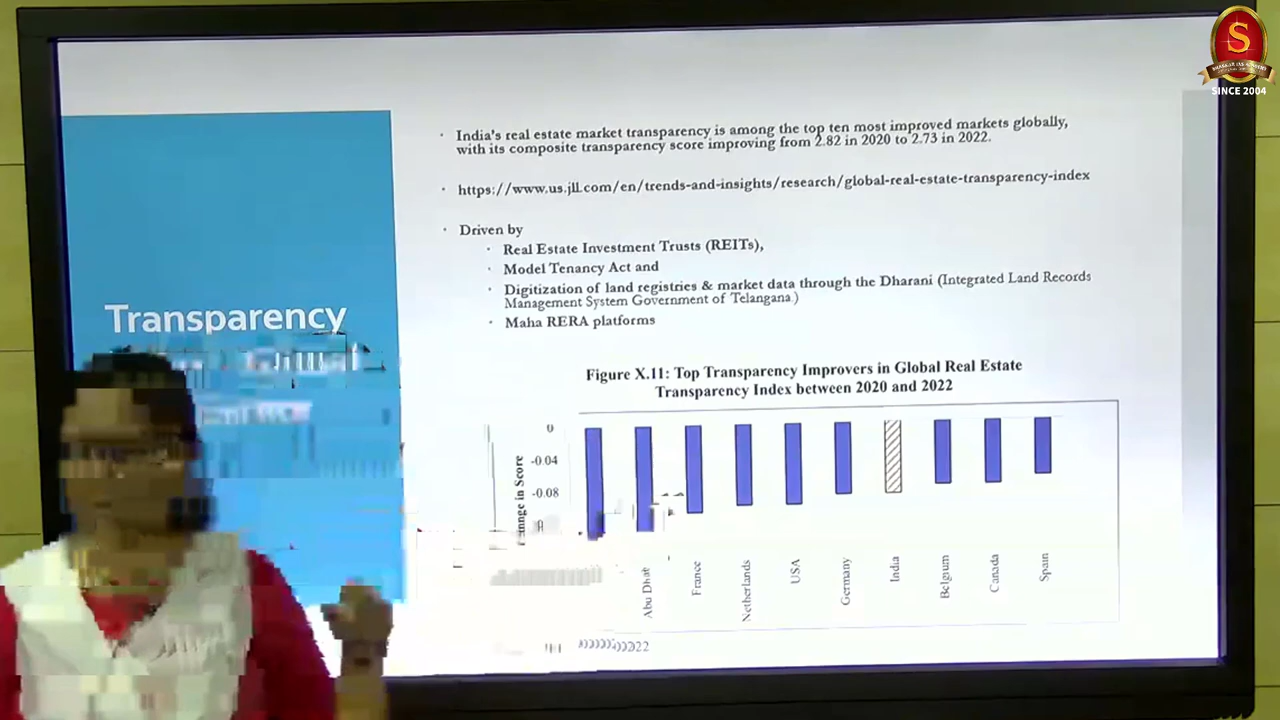 S
SINCE 2004
India's real estate market transparency is among the top ten most improved markets globally,
with its composite transparency score improving from 2.82 in 2020 to 2.73 in 2022.
https://www.us.jll.com/en/trends-and-insights/research/global-real-estate-transparency-index
Driven by
Real Estate Investment Trusts (REITs),
Model Tenancy Act and
Digitization of land registries & market data through the Dharani (Integrated Land Records
Management System Government of Telangana.)
Maha RERA platforms
Transparency
Figure X.11: Top Transparency Improvers in Global Real Estate
Transparency Index between 2020 and 2022
0
-0.04
-0.08
in Score
Abu
France
Netherlands
USA
Germany
India
Belgium
Canada
Spain